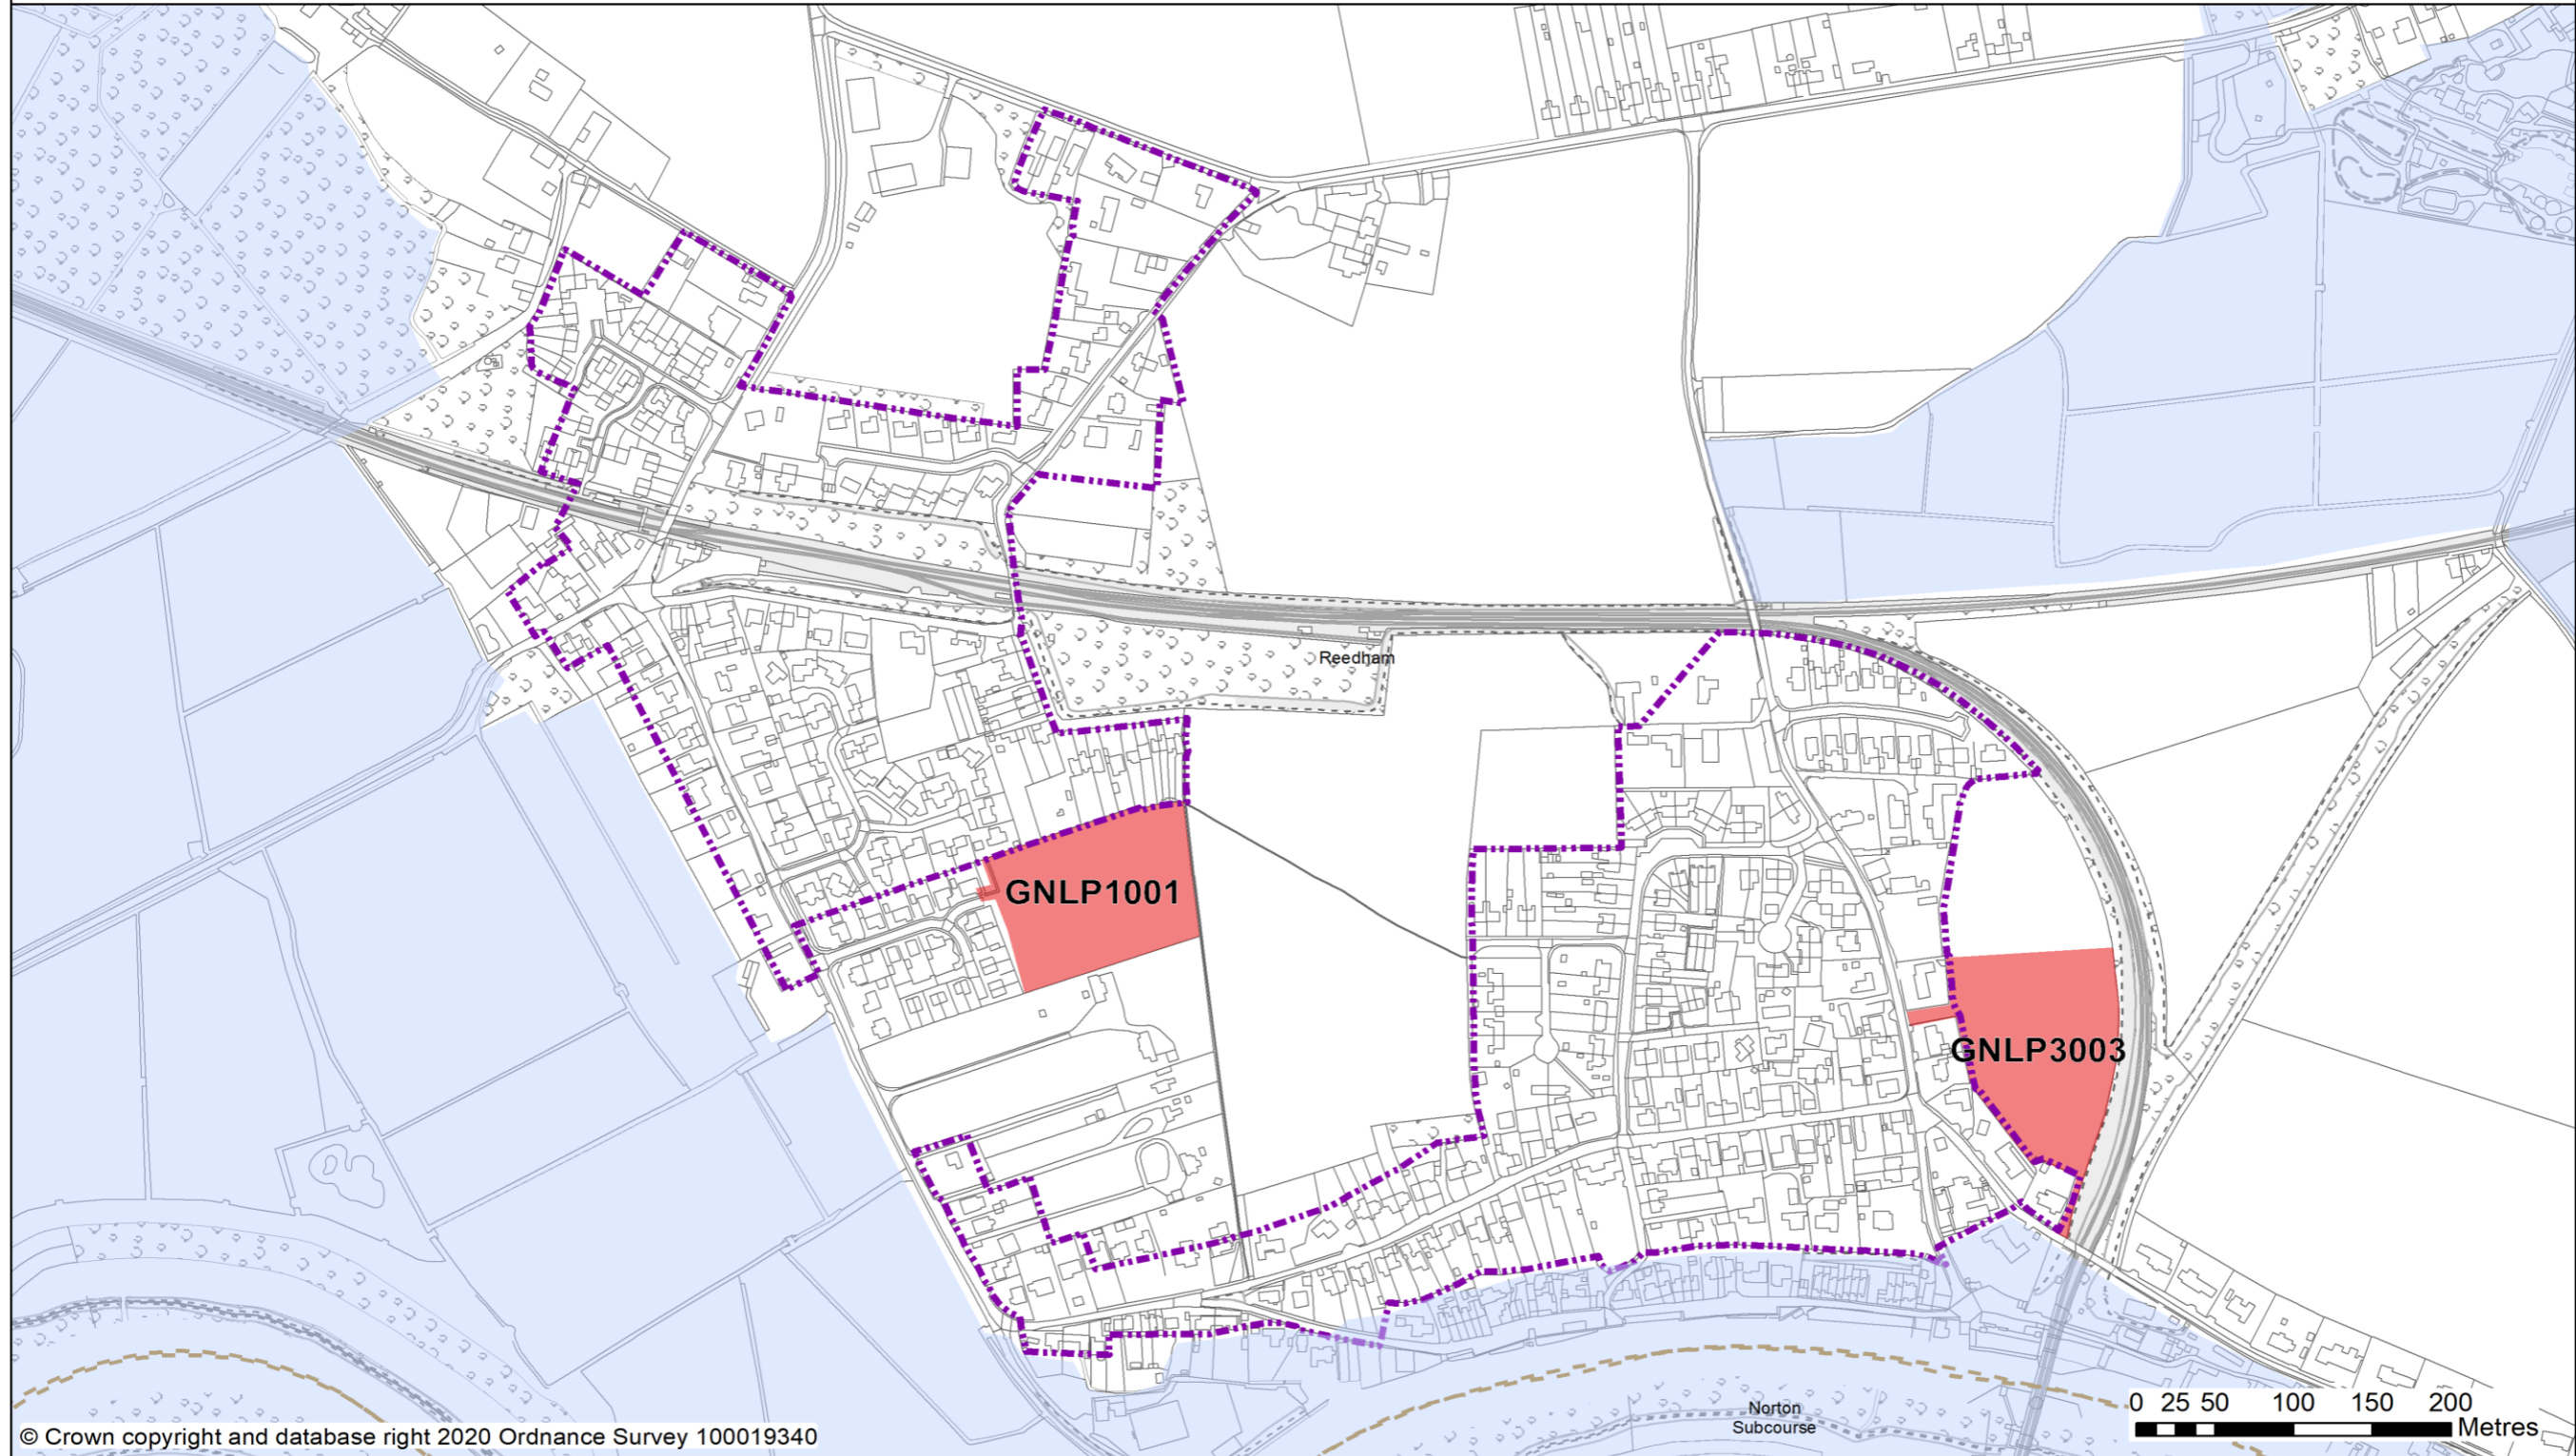 Reedham
GNLP1001
GNLP3003
Norton
Subcourse
0 25 50 100 150 200
Metres
© Crown copyright and database right 2020 Ordnance Survey 100019340